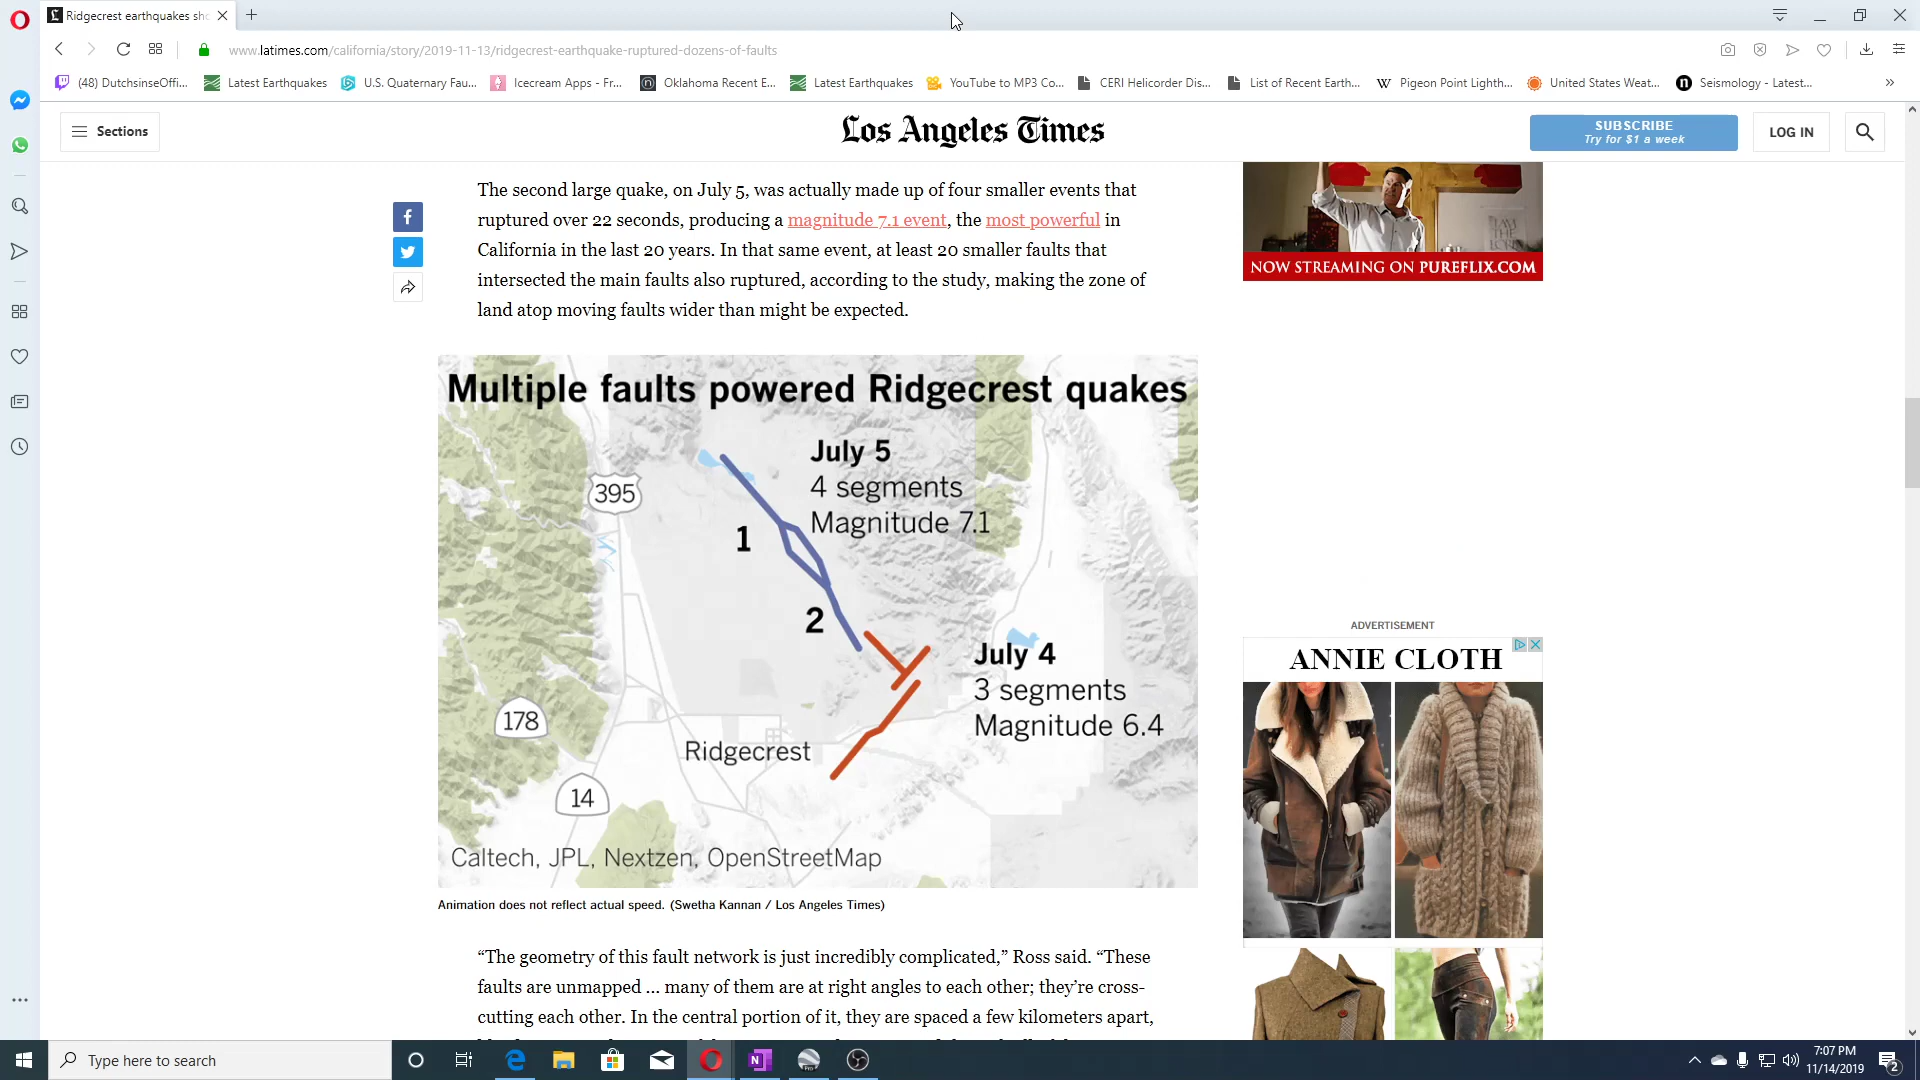 Ridgecrest earthquakes sh
www.latimes.com/california/story/2019-11-13/ridgecrest-earthquake-ruptured-dozens-of-faults
(48) DutchsinseOffi...
Latest Earthquakes
U.S. Quaternary Fau...
Icecream Apps - Fr...
Oklahoma Recent E...
Latest Earthquakes
YouTube to MP3 Co...
CERI Helicorder Dis...
List of Recent Earth...
Pigeon Point Lighth...
United States Weat...
Seismology - Latest...
Sections
Los Angeles Times
SUBSCRIBE
Try for $1 a week
LOG IN
The second large quake, on July 5, was actually made up of four smaller events that
ruptured over 22 seconds, producing a magnitude 7.1 event, the most powerful in
California in the last 20 years. In that same event, at least 20 smaller faults that
intersected the main faults also ruptured, according to the study, making the zone of
land atop moving faults wider than might be expected.
NOW STREAMING ON PUREFLIX.COM
Multiple faults powered Ridgecrest quakes
July 5
4 segments
Magnitude 7.1
395
1
2
July 4
3 segments
Magnitude 6.4
178
Ridgecrest
14
Caltech, JPL, Nextzen, OpenStreetMap
Animation does not reflect actual speed. (Swetha Kannan / Los Angeles Times)
“The geometry of this fault network is just incredibly complicated,” Ross said. “These
faults are unmapped ... many of them are at right angles to each other; they’re cross-
cutting each other. In the central portion of it, they are spaced a few kilometers apart,
ADVERTISEMENT
ANNIE CLOTH
Type here to search
7:07 PM
11/14/2019
2